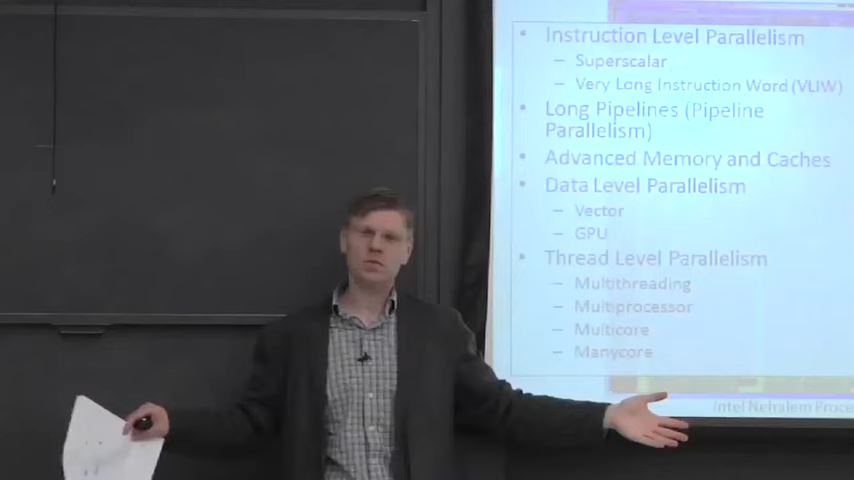 • Instruction Level Parallelism
– Superscalar
– Very Long Instruction Word (VLIW)
• Long Pipelines (Pipeline
Parallelism)
• Advanced Memory and Caches
• Data Level Parallelism
– Vector
– GPU
• Thread Level Parallelism
– Multithreading
– Multiprocessor
– Multicore
– Manycore
Intel Nehalem Proce